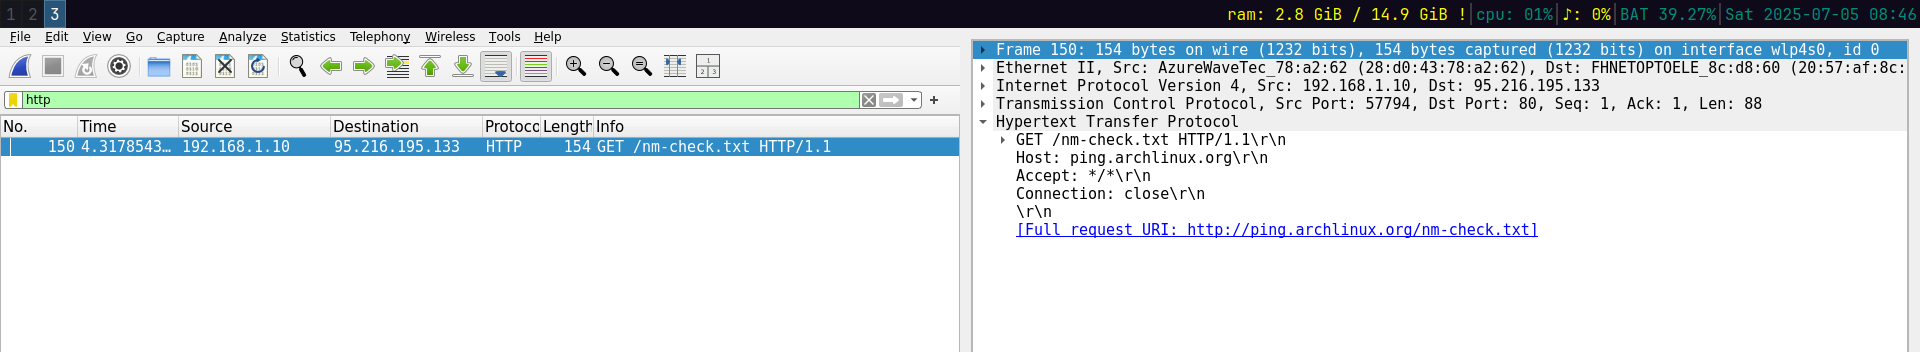 1 2 3
ram: 2.8 GiB / 14.9 GiB !|cpu: 01%|♪: 0%|BAT 39.27%|Sat 2025-07-05 08:46
File Edit View Go Capture Analyze Statistics Telephony Wireless Tools Help
http
No. Time Source Destination Protoco Length Info
150 4.3178543… 192.168.1.10 95.216.195.133 HTTP 154 GET /nm-check.txt HTTP/1.1
Frame 150: 154 bytes on wire (1232 bits), 154 bytes captured (1232 bits) on interface wlp4s0, id 0
Ethernet II, Src: AzureWaveTec_78:a2:62 (28:d0:43:78:a2:62), Dst: FHNETOPTOELE_8c:d8:60 (20:57:af:8c:
Internet Protocol Version 4, Src: 192.168.1.10, Dst: 95.216.195.133
Transmission Control Protocol, Src Port: 57794, Dst Port: 80, Seq: 1, Ack: 1, Len: 88
Hypertext Transfer Protocol
GET /nm-check.txt HTTP/1.1\r\n
Host: ping.archlinux.org\r\n
Accept: */*\r\n
Connection: close\r\n
\r\n
[Full request URI: http://ping.archlinux.org/nm-check.txt]